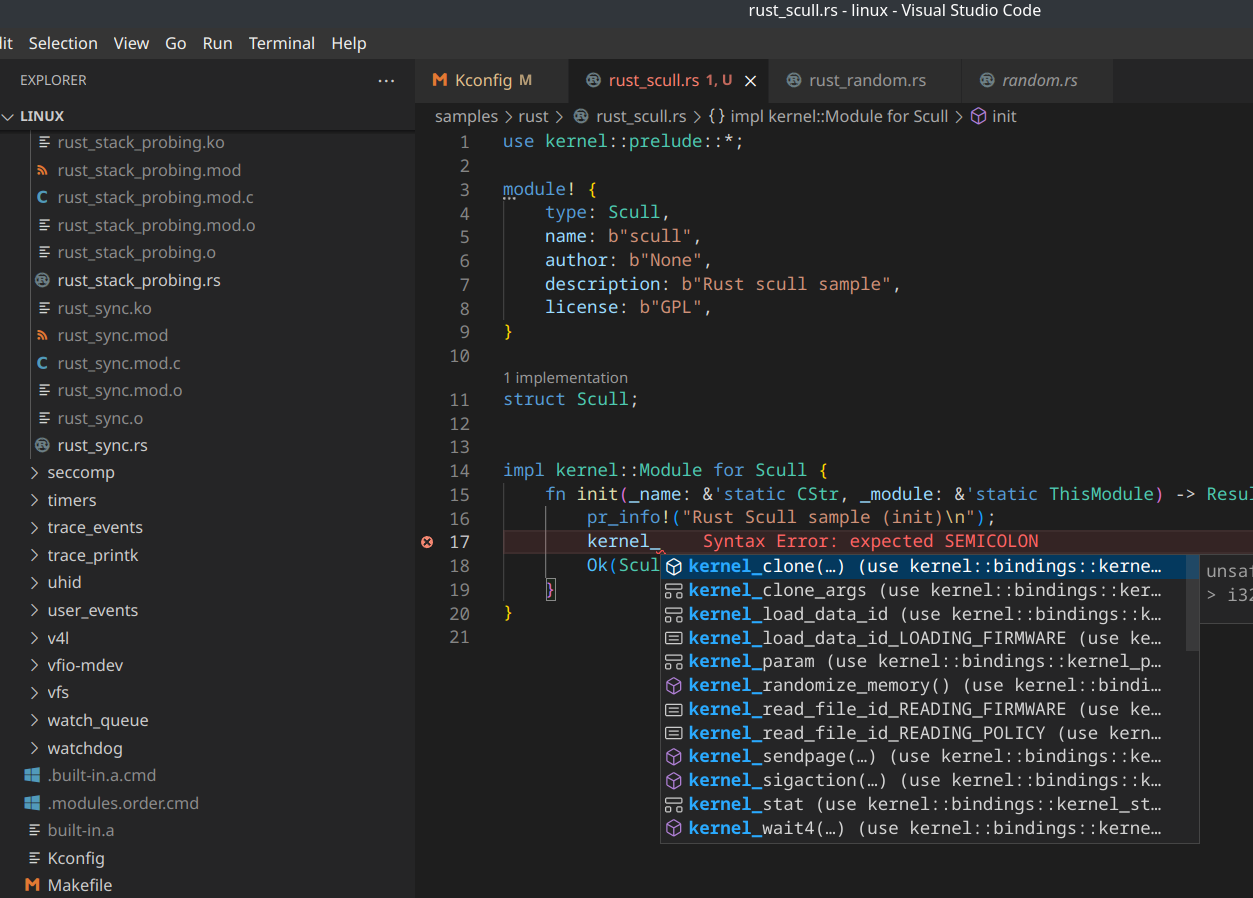 rust_scull.rs - linux - Visual Studio Code
dit Selection View Go Run Terminal Help
EXPLORER ···
LINUX
rust_stack_probing.ko
rust_stack_probing.mod
rust_stack_probing.mod.c
rust_stack_probing.mod.o
rust_stack_probing.o
rust_stack_probing.rs
rust_sync.ko
rust_sync.mod
rust_sync.mod.c
rust_sync.mod.o
rust_sync.o
rust_sync.rs
seccomp
timers
trace_events
trace_printk
uhid
user_events
v4l
vfio-mdev
vfs
watch_queue
watchdog
.built-in.a.cmd
.modules.order.cmd
built-in.a
Kconfig
Makefile
Kconfig M rust_scull.rs 1, U rust_random.rs random.rs
samples > rust > rust_scull.rs > {} impl kernel::Module for Scull > init
1 use kernel::prelude::*;
2
3 module! {
4 type: Scull,
5 name: b"scull",
6 author: b"None",
7 description: b"Rust scull sample",
8 license: b"GPL",
9 }
10
1 implementation
11 struct Scull;
12
13
14 impl kernel::Module for Scull {
15 fn init(_name: &'static CStr, _module: &'static ThisModule) -> Resul
16 pr_info!("Rust Scull sample (init)\n");
17 kernel_ Syntax Error: expected SEMICOLON
18 Ok(Scul
19 }
20 }
21
kernel_clone(…) (use kernel::bindings::kerne…
kernel_clone_args (use kernel::bindings::ker…
kernel_load_data_id (use kernel::bindings::k…
kernel_load_data_id_LOADING_FIRMWARE (use ke…
kernel_param (use kernel::bindings::kernel_p…
kernel_randomize_memory() (use kernel::bindi…
kernel_read_file_id_READING_FIRMWARE (use ke…
kernel_read_file_id_READING_POLICY (use kern…
kernel_sendpage(…) (use kernel::bindings::ke…
kernel_sigaction(…) (use kernel::bindings::k…
kernel_stat (use kernel::bindings::kernel_st…
kernel_wait4(…) (use kernel::bindings::kerne…
unsaf
> i32